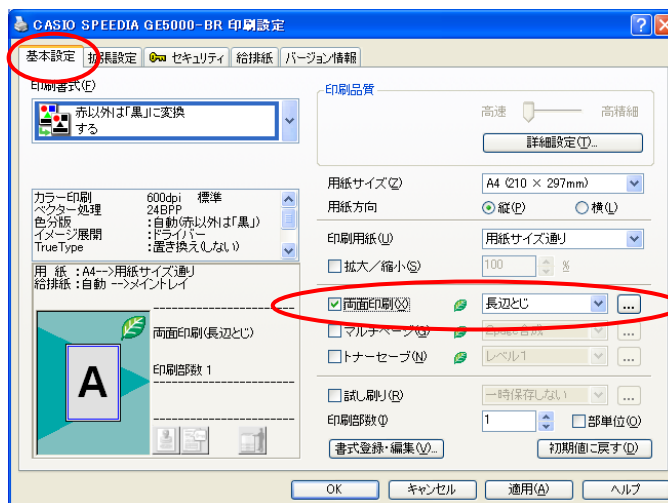 CASIO SPEEDIA GE5000-BR 印刷設定
基本設定 拡張設定 セキュリティ 給排紙 バージョン情報
印刷書式(F)
赤以外は「黒」に変換
する
カラー印刷 600dpi 標準
ベクター処理 24BPP
色分版 :自動(赤以外は「黒」)
イメージ展開 :ドライバー
TrueType :置き換え(しない)
用 紙 :A4-->用紙サイズ通り
給排紙 :自動 -->メイントレイ
A
両面印刷(長辺とじ)
印刷部数 1
印刷品質
高速 高精細
詳細設定(T)...
用紙サイズ(Z) A4 (210 × 297mm)
用紙方向 縦(P) 横(L)
印刷用紙(U) 用紙サイズ通り
拡大/縮小(S) 100 %
両面印刷(X) 長辺とじ ...
マルチページ
トナーセーブ(N) レベル1 ...
試し刷り(R) 一時保存しない ...
印刷部数(I) 1 部単位(O)
書式登録・編集(V)... 初期値に戻す(D)
OK キャンセル 適用(A) ヘルプ